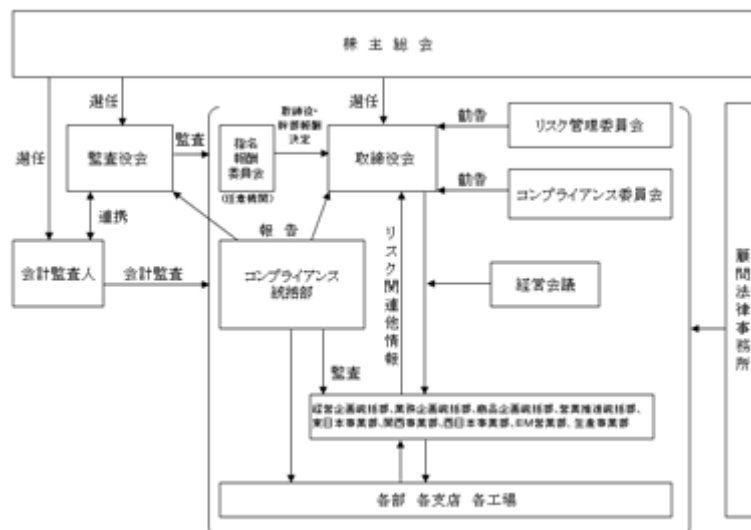 株主総会
選任
選任
選任
監査役会
監査
指名
報酬
委員会
(任意機関)
取締役・
幹部報酬
決定
取締役会
勧告
リスク管理委員会
勧告
コンプライアンス委員会
連携
報告
会計監査人
会計監査
コンプライアンス
統括部
リスク関連他情報
経営会議
顧問法律事務所
監査
経営企画統括部、業務企画統括部、商品企画統括部、営業推進統括部、
東日本事業部、関西事業部、西日本事業部、EM営業部、生産事業部
各部 各支店 各工場